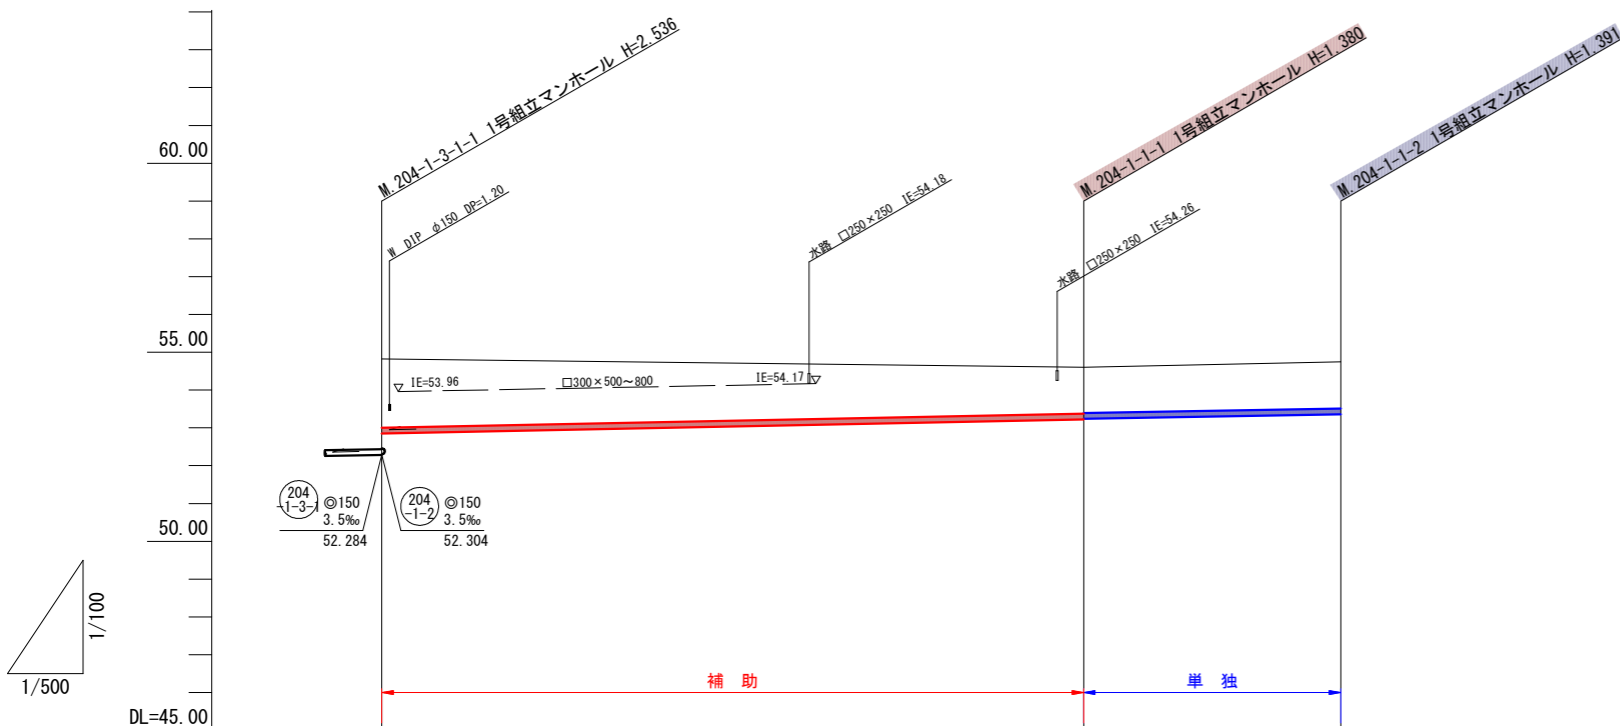 M.204-1-3-1-1 1号組立マンホール H=2.536
M.204-1-1-1 1号組立マンホール H=1.380
M.204-1-1-2 1号組立マンホール H=1.391
W DIP φ150 DP=1.20
水路 □250×250 IE=54.18
水路 □250×250 IE=54.26
60.00
55.00
IE=53.96
□300×500～800
IE=54.17
204
-1-3-1
◎150
3.5‰
52.284
204
-1-2
◎150
3.5‰
52.304
50.00
1/100
1/500
補 助
単 独
DL=45.00